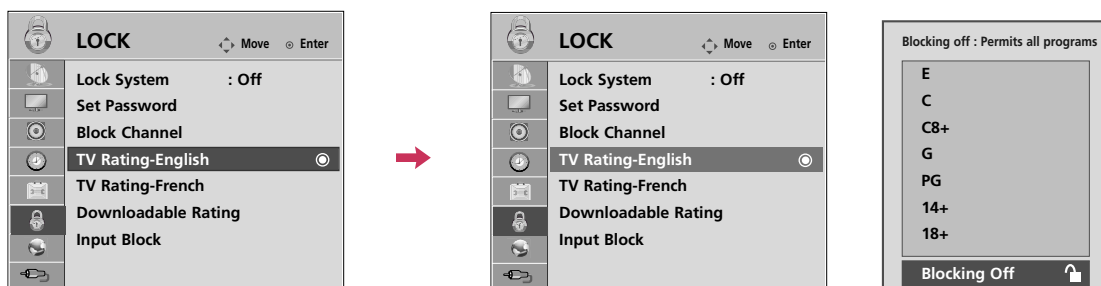 LOCK Move Enter
Lock System : Off
Set Password
Block Channel
TV Rating-English
TV Rating-French
Downloadable Rating
Input Block
LOCK Move Enter
Lock System : Off
Set Password
Block Channel
TV Rating-English
TV Rating-French
Downloadable Rating
Input Block
Blocking off : Permits all programs
E
C
C8+
G
PG
14+
18+
Blocking Off